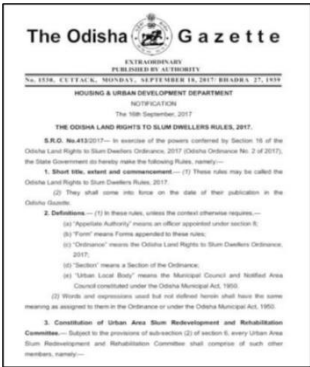 The Odisha Gazette
EXTRAORDINARY
PUBLISHED BY AUTHORITY
No. 1530, CUTTACK, MONDAY, SEPTEMBER 18, 2017/ BHADRA 27, 1939
HOUSING & URBAN DEVELOPMENT DEPARTMENT
NOTIFICATION
The 16th September, 2017
THE ODISHA LAND RIGHTS TO SLUM DWELLERS RULES, 2017.
S.R.O. No.412/2017— In exercise of the powers conferred by Section 16 of the
Odisha Land Rights to Slum Dwellers Ordinance, 2017 (Odisha Ordinance No. 2 of 2017),
the State Government do hereby make the following Rules, namely:—
1. Short title, extent and commencement.— (1) These rules may be called the
Odisha Land Rights to Slum Dwellers Rules, 2017.
(2) They shall come into force on the date of their publication in the
Odisha Gazette.
2. Definitions.— (1) In these rules, unless the context otherwise requires,—
(a) "Appellate Authority" means an officer appointed under section 8;
(b) "Form" means Forms appended to these rules;
(c) "Ordinance" means the Odisha Land Rights to Slum Dwellers Ordinance,
2017;
(d) "Section" means a Section of the Ordinance;
(e) "Urban Local Body" means the Municipal Council and Notified Area
Council constituted under the Odisha Municipal Act, 1950.
(2) Words and expressions used but not defined herein shall have the same
meaning as assigned to them in the Ordinance or under the Odisha Municipal Act, 1950.
3. Constitution of Urban Area Slum Redevelopment and Rehabilitation
Committee.— Subject to the provisions of sub-section (2) of section 6, every Urban Area
Slum Redevelopment and Rehabilitation Committee shall comprise of such other
members, namely:—